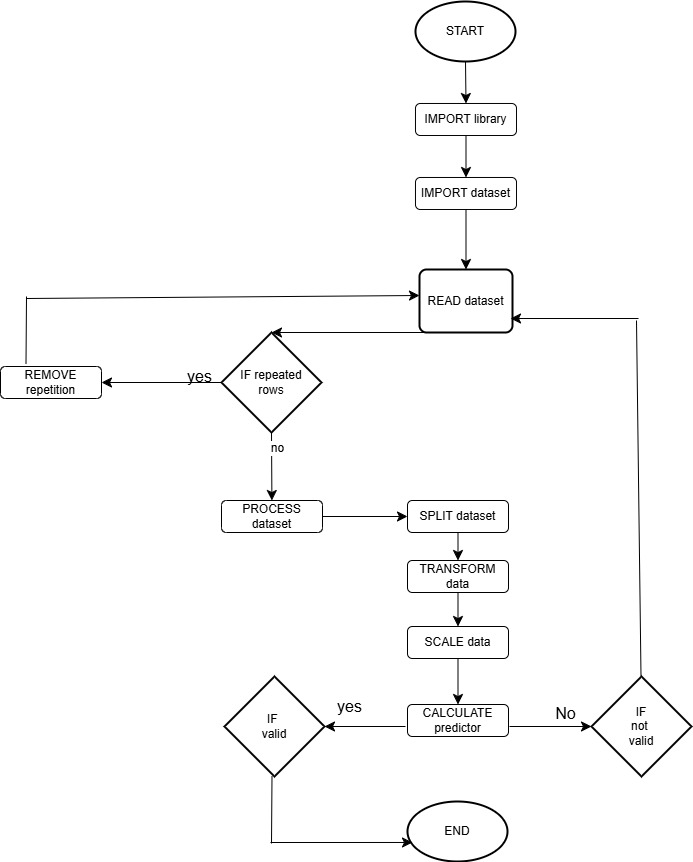 START
IMPORT library
IMPORT dataset
READ dataset
IF repeated
rows
yes
REMOVE
repetition
no
PROCESS
dataset
SPLIT dataset
TRANSFORM
data
SCALE data
CALCULATE
predictor
yes
IF
valid
No
IF
not
valid
END